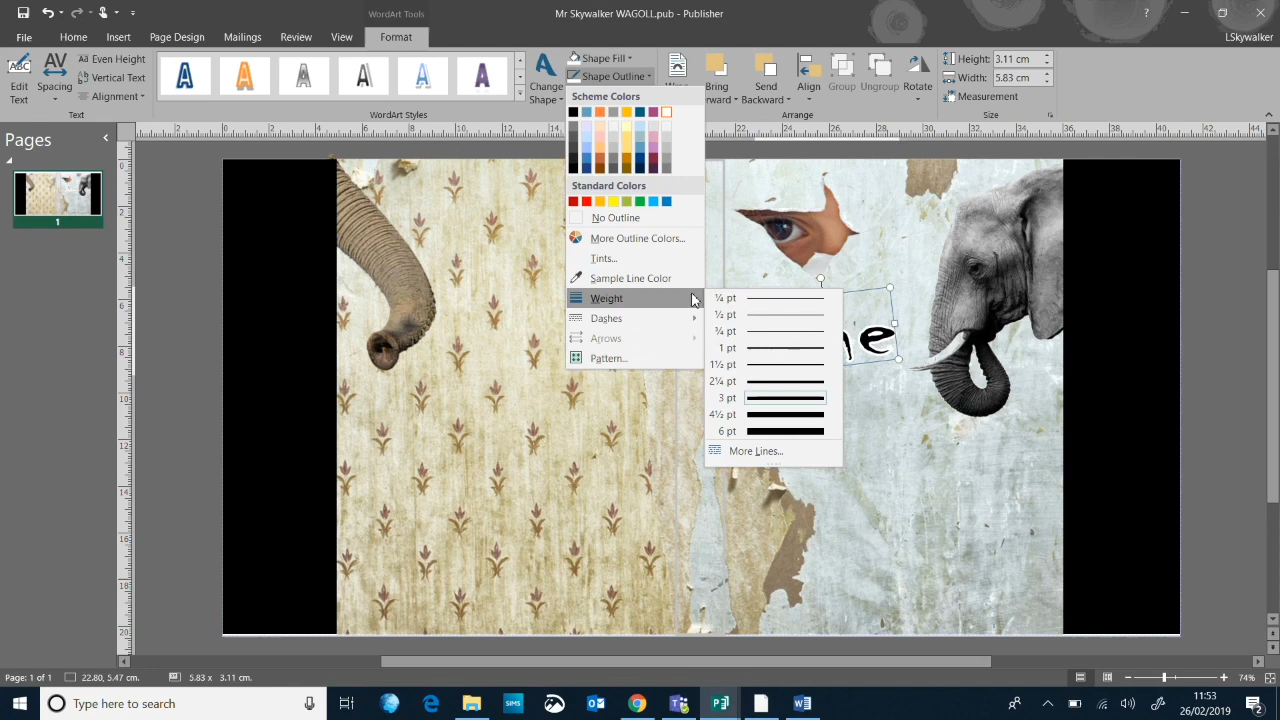 WordArt Tools
Mr Skywalker WAGOLL.pub - Publisher
?
File Home Insert Page Design Mailings Review View Format
LSkywalker
ABC
Edit Text
AV
Spacing
Aa Even Height
Vertical Text
Alignment
Text
A A A A A A
WordArt Styles
A
Change Shape
Shape Fill
Shape Outline
Bring Forward
Send Backward
Align
Group
Ungroup
Rotate
Arrange
Height: 3.11 cm
Width: 5.83 cm
Measurement
Size
Pages
1
Scheme Colors
Standard Colors
No Outline
More Outline Colors...
Tints...
Sample Line Color
Weight
Dashes
Arrows
Pattern...
¼ pt
½ pt
¾ pt
1 pt
1½ pt
2¼ pt
3 pt
4½ pt
6 pt
More Lines...
Page: 1 of 1
22.80, 5.47 cm.
5.83 x 3.11 cm.
74%
Type here to search
SIMS
11:53
26/02/2019
2